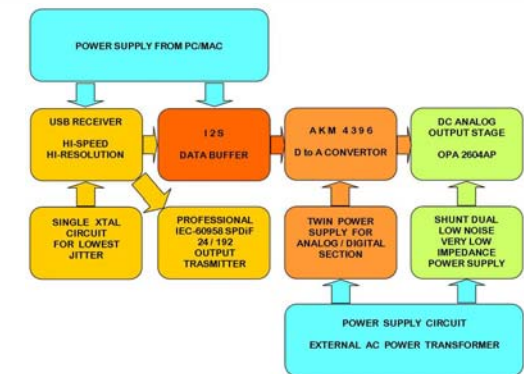 POWER SUPPLY FROM PC/MAC
USB RECEIVER
HI-SPEED
HI-RESOLUTION
I2S
DATA BUFFER
AKM 4396
D to A CONVERTOR
DC ANALOG
OUTPUT STAGE
OPA 2604AP
SINGLE XTAL
CIRCUIT
FOR LOWEST
JITTER
PROFESSIONAL
IEC-60958 SPDiF
24 / 192
OUTPUT
TRASMITTER
TWIN POWER
SUPPLY FOR
ANALOG / DIGITAL
SECTION
SHUNT DUAL
LOW NOISE
VERY LOW
IMPEDANCE
POWER SUPPLY
POWER SUPPLY CIRCUIT
EXTERNAL AC POWER TRANSFORMER